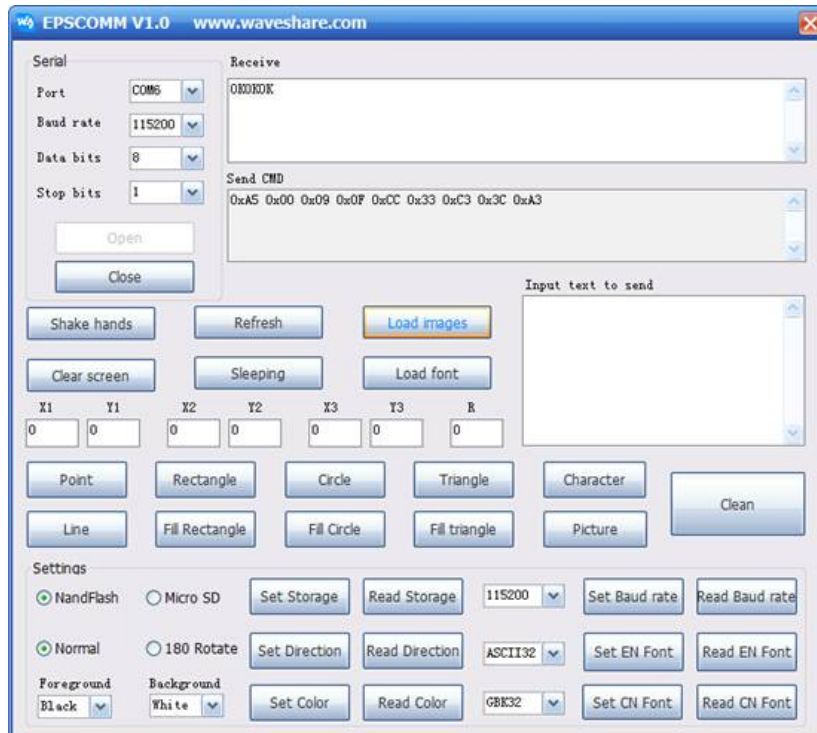 EPSCOMM V1.0 www.waveshare.com
Serial
Port COM6
Baud rate 115200
Data bits 8
Stop bits 1
Open
Close
Receive
OKOKOK
Send CMD
0xA5 0x00 0x09 0x0F 0xCC 0x33 0xC3 0x3C 0xA3
Input text to send
Shake hands Refresh Load images
Clear screen Sleeping Load font
X1 Y1 X2 Y2 X3 Y3 R
0 0 0 0 0 0 0
Point Rectangle Circle Triangle Character
Clean
Line Fill Rectangle Fill Circle Fill triangle Picture
Settings
NandFlash Micro SD Set Storage Read Storage 115200 Set Baud rate Read Baud rate
Normal 180 Rotate Set Direction Read Direction ASCII32 Set EN Font Read EN Font
Foreground Background
Black White Set Color Read Color GBK32 Set CN Font Read CN Font